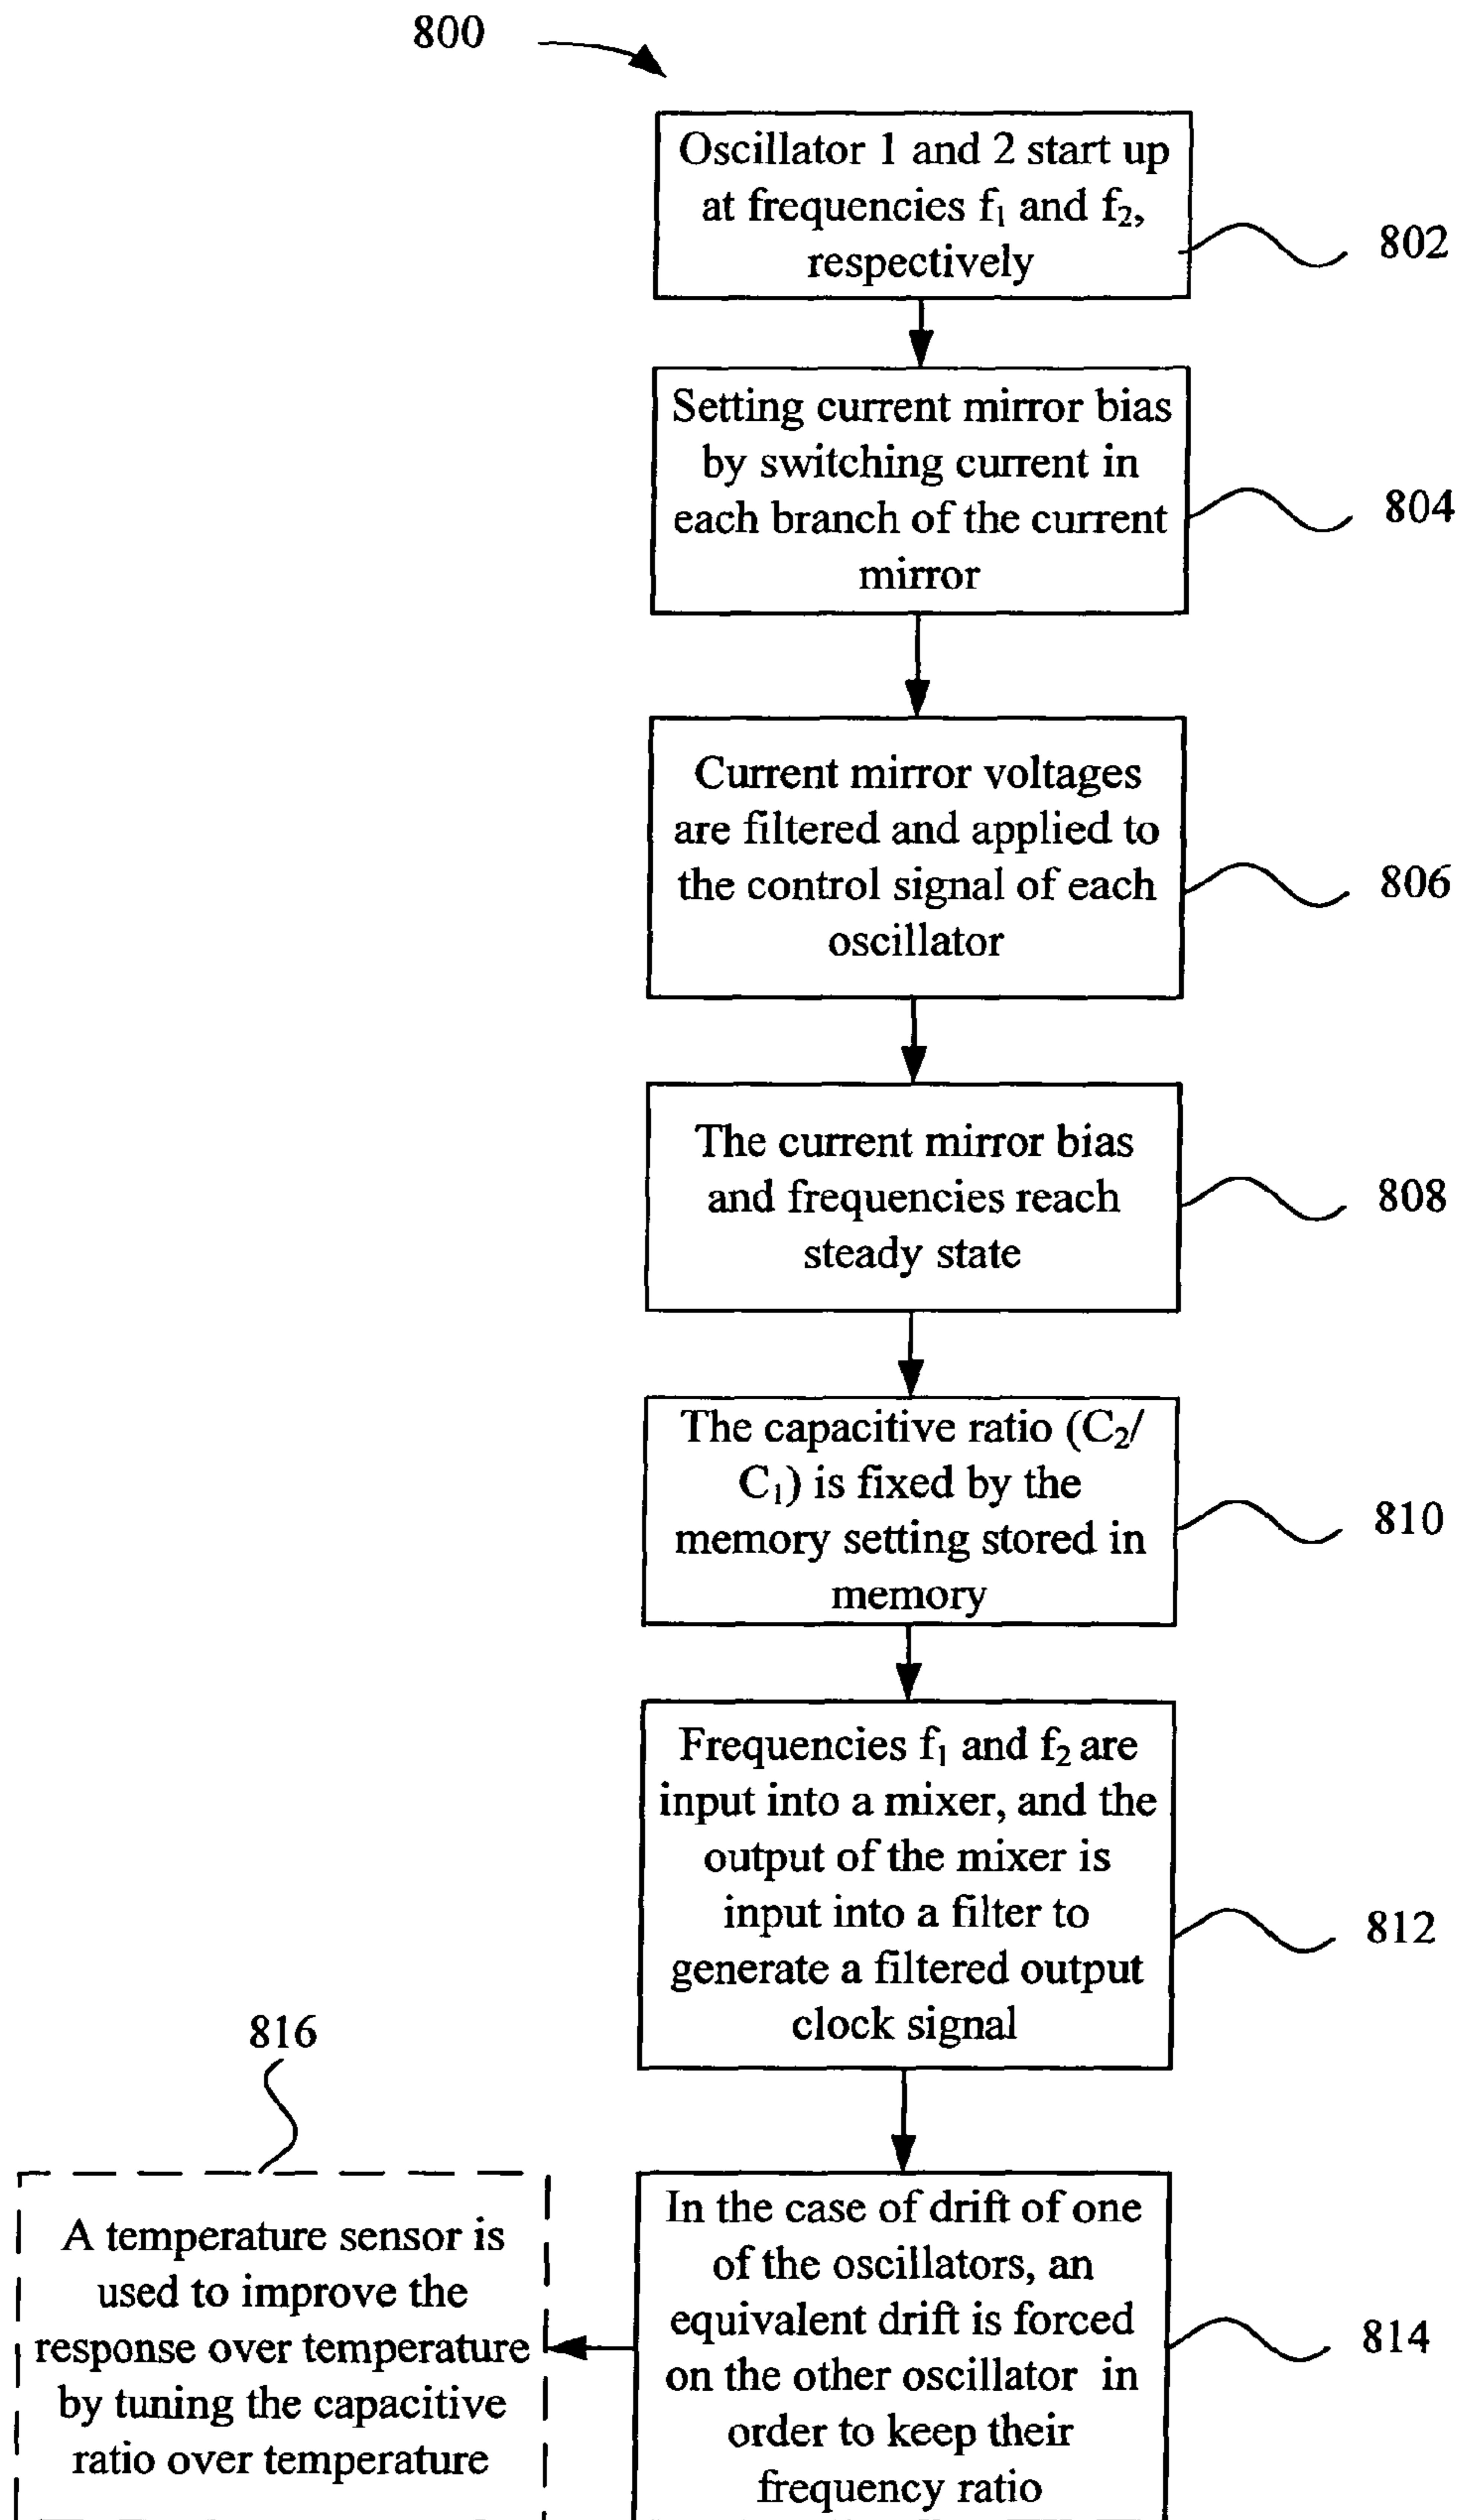 800
Oscillator 1 and 2 start up
at frequencies f₁ and f₂,
respectively
802
Setting current mirror bias
by switching current in
each branch of the current
mirror
804
Current mirror voltages
are filtered and applied to
the control signal of each
oscillator
806
The current mirror bias
and frequencies reach
steady state
808
The capacitive ratio (C₂/
C₁) is fixed by the
memory setting stored in
memory
810
Frequencies f₁ and f₂ are
input into a mixer, and the
output of the mixer is
input into a filter to
generate a filtered output
clock signal
812
816
A temperature sensor is
used to improve the
response over temperature
by tuning the capacitive
ratio over temperature
In the case of drift of one
of the oscillators, an
equivalent drift is forced
on the other oscillator in
order to keep their
frequency ratio
814